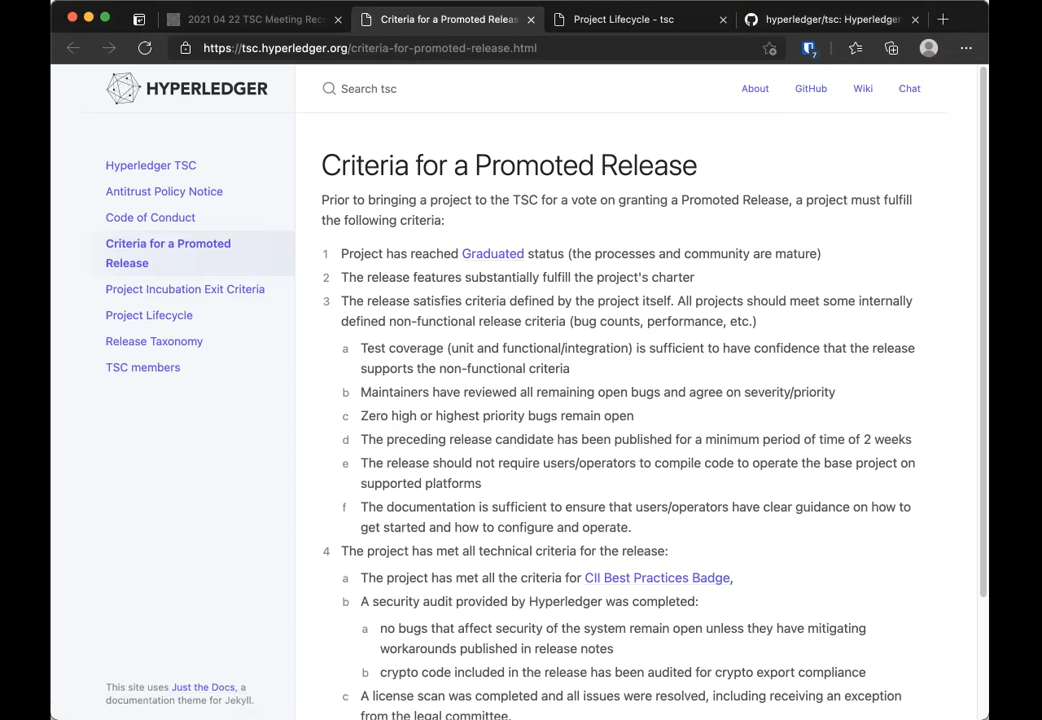 2021 04 22 TSC Meeting Rec
Criteria for a Promoted Releas
Project Lifecycle - tsc
hyperledger/tsc: Hyperledger
https://tsc.hyperledger.org/criteria-for-promoted-release.html
7
HYPERLEDGER
Search tsc
About
GitHub
Wiki
Chat
Hyperledger TSC
Antitrust Policy Notice
Code of Conduct
Criteria for a Promoted
Release
Project Incubation Exit Criteria
Project Lifecycle
Release Taxonomy
TSC members
This site uses Just the Docs, a
documentation theme for Jekyll.
Criteria for a Promoted Release
Prior to bringing a project to the TSC for a vote on granting a Promoted Release, a project must fulfill
the following criteria:
1 Project has reached Graduated status (the processes and community are mature)
2 The release features substantially fulfill the project's charter
3 The release satisfies criteria defined by the project itself. All projects should meet some internally
defined non-functional release criteria (bug counts, performance, etc.)
a Test coverage (unit and functional/integration) is sufficient to have confidence that the release
supports the non-functional criteria
b Maintainers have reviewed all remaining open bugs and agree on severity/priority
c Zero high or highest priority bugs remain open
d The preceding release candidate has been published for a minimum period of time of 2 weeks
e The release should not require users/operators to compile code to operate the base project on
supported platforms
f The documentation is sufficient to ensure that users/operators have clear guidance on how to
get started and how to configure and operate.
4 The project has met all technical criteria for the release:
a The project has met all the criteria for CII Best Practices Badge,
b A security audit provided by Hyperledger was completed:
a no bugs that affect security of the system remain open unless they have mitigating
workarounds published in release notes
b crypto code included in the release has been audited for crypto export compliance
c A license scan was completed and all issues were resolved, including receiving an exception
from the legal committee.